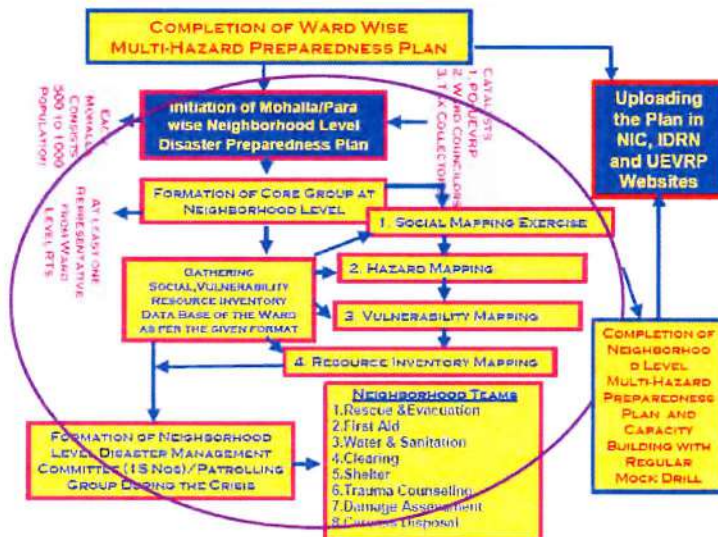 COMPLETION OF WARD WISE
MULTI-HAZARD PREPAREDNESS PLAN
EACH
MOHALLA
CONSISTS
500 TO 1000
POPULATION
Initiation of Mohalla/Para
wise Neighborhood Level
Disaster Preparedness Plan
CATALYSTS
1. PO-UEVRP
2. WARD COUNCILORS
3. TAX COLLECTOR
Uploading
the Plan in
NIC, IDRN
and UEVRP
Websites
AT LEAST ONE
REPRESENTATIVE
FROM WARD
LEVEL RTS
FORMATION OF CORE GROUP AT
NEIGHBORHOOD LEVEL
1. SOCIAL MAPPING EXERCISE
GATHERING
SOCIAL, VULNERABILITY
RESOURCE INVENTORY
DATA BASE OF THE WARD
AS PER THE GIVEN FORMAT
2. HAZARD MAPPING
3. VULNERABILITY MAPPING
4. RESOURCE INVENTORY MAPPING
COMPLETION OF
NEIGHBORHOO
D LEVEL
MULTI-HAZARD
PREPAREDNESS
PLAN AND
CAPACITY
BUILDING WITH
REGULAR
MOCK DRILL
FORMATION OF NEIGHBORHOOD
LEVEL DISASTER MANAGEMENT
COMMITTEE (15 NOS)/PATROLLING
GROUP DURING THE CRISIS
NEIGHBORHOOD TEAMS
1.Rescue &Evacuation
2.First Aid
3.Water & Sanitation
4.Clearing
5.Shelter
6.Trauma Counseling
7.Damage Assessment
8.Carcass Disposal